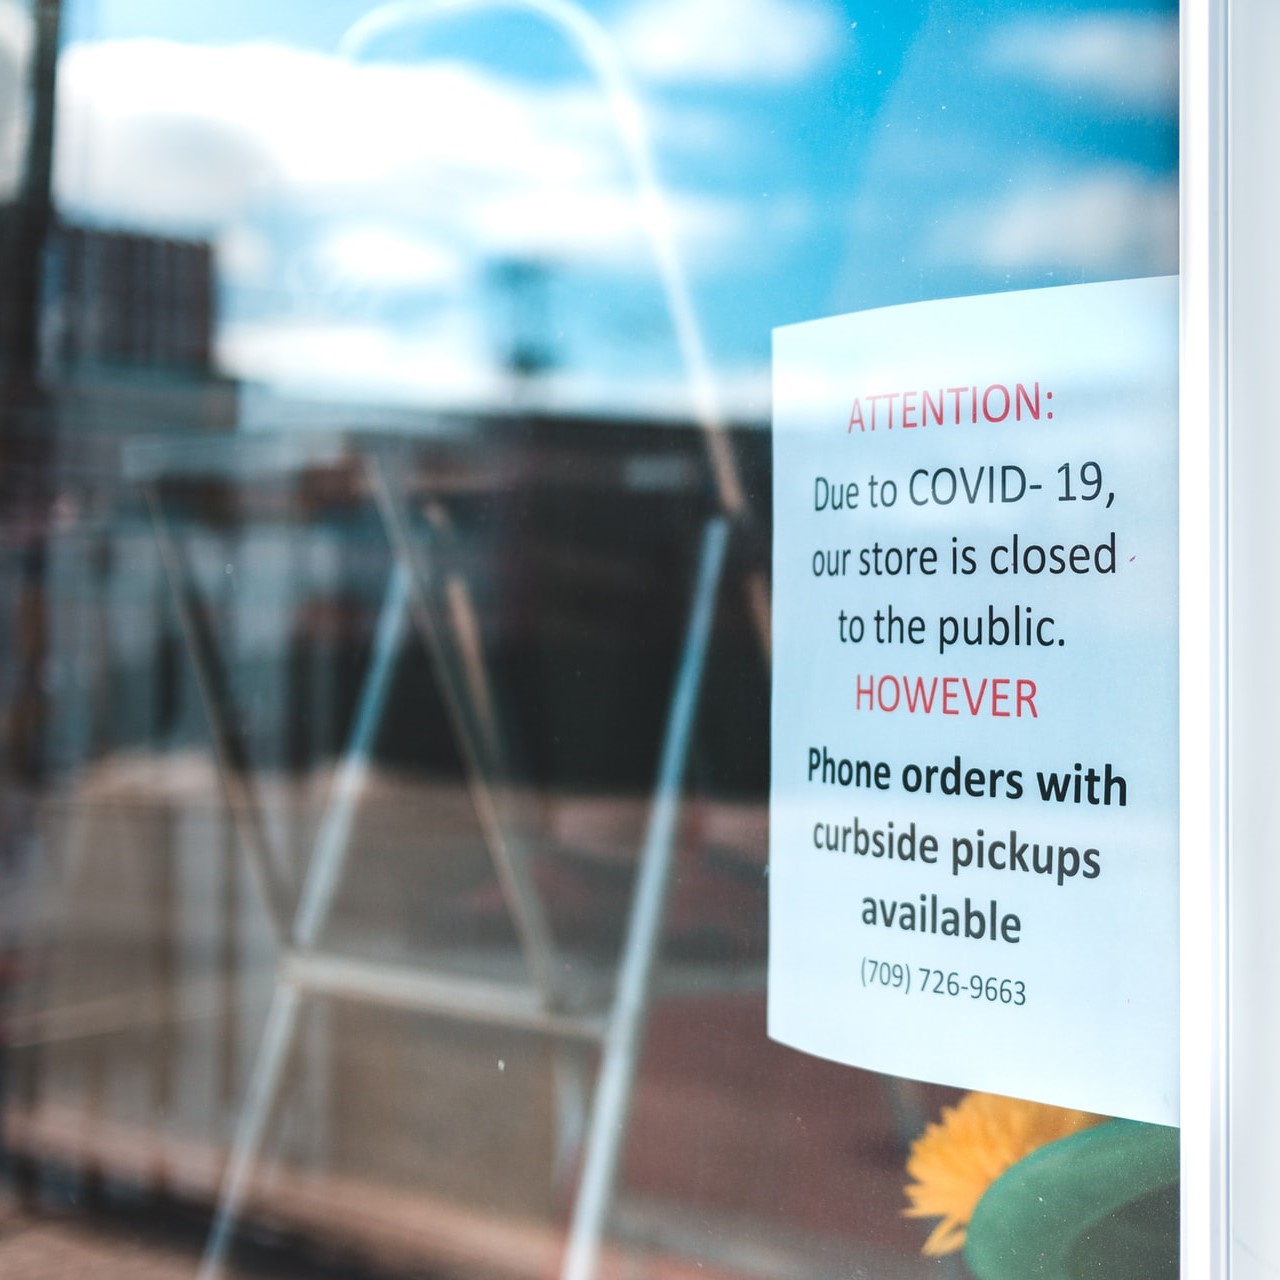 ATTENTION:
Due to COVID- 19,
our store is closed
to the public.
HOWEVER
Phone orders with
curbside pickups
available
(709) 726-9663